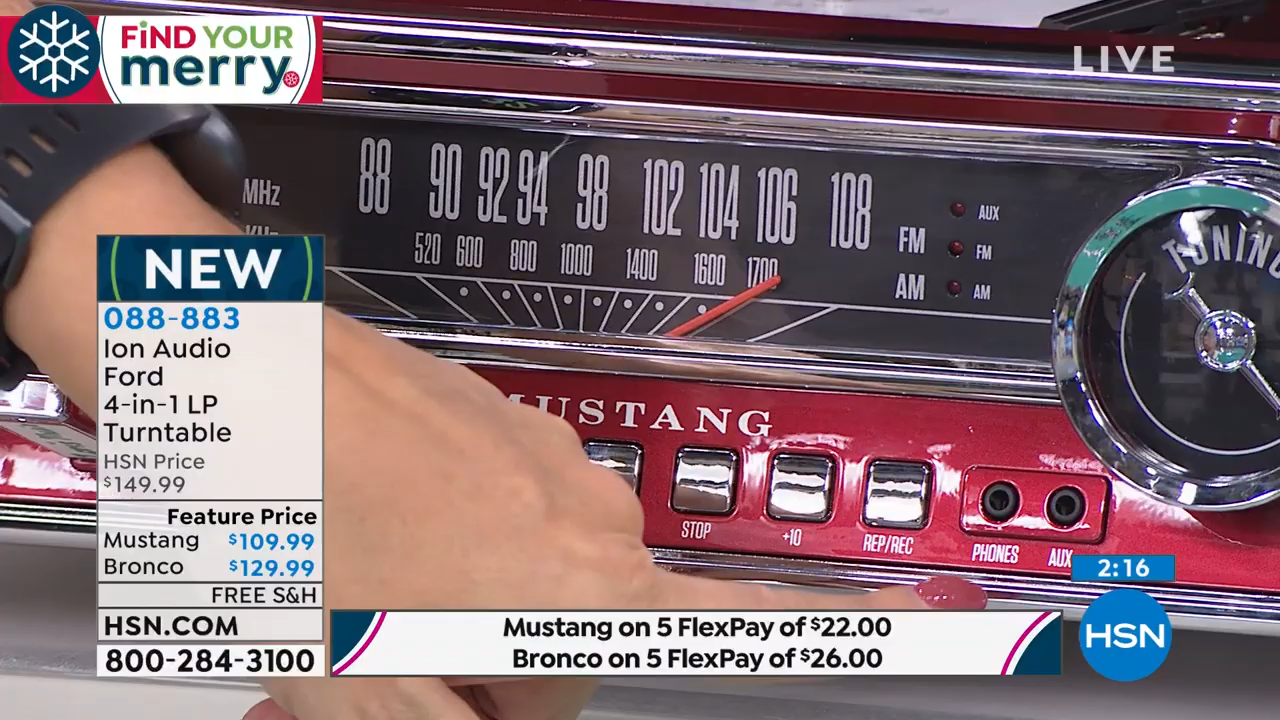 FiND YOUR
merry
LIVE
MHz
88 90 92 94 98 102 104 106 108
FM
AM
520 600 800 1000 1400 1600 1700
AUX
FM
AM
TUNING
MUSTANG
STOP
+10
REP/REC
PHONES
AUX
NEW
088-883
Ion Audio
Ford
4-in-1 LP
Turntable
HSN Price
$149.99
Feature Price
Mustang $109.99
Bronco $129.99
FREE S&H
HSN.COM
800-284-3100
Mustang on 5 FlexPay of $22.00
Bronco on 5 FlexPay of $26.00
2:16
HSN